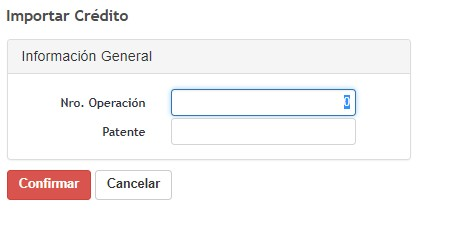 Importar Crédito
Información General
Nro. Operación 0
Patente
Confirmar Cancelar